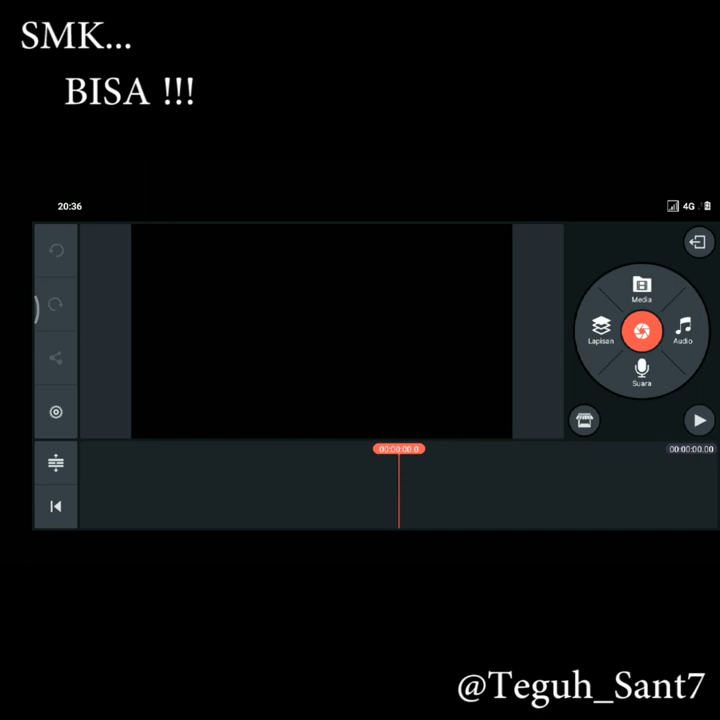 SMK...
BISA !!!
20:36
4G
Media
Lapisan
Audio
Suara
00:00:00.0
00:00:00.00
@Teguh_Sant7